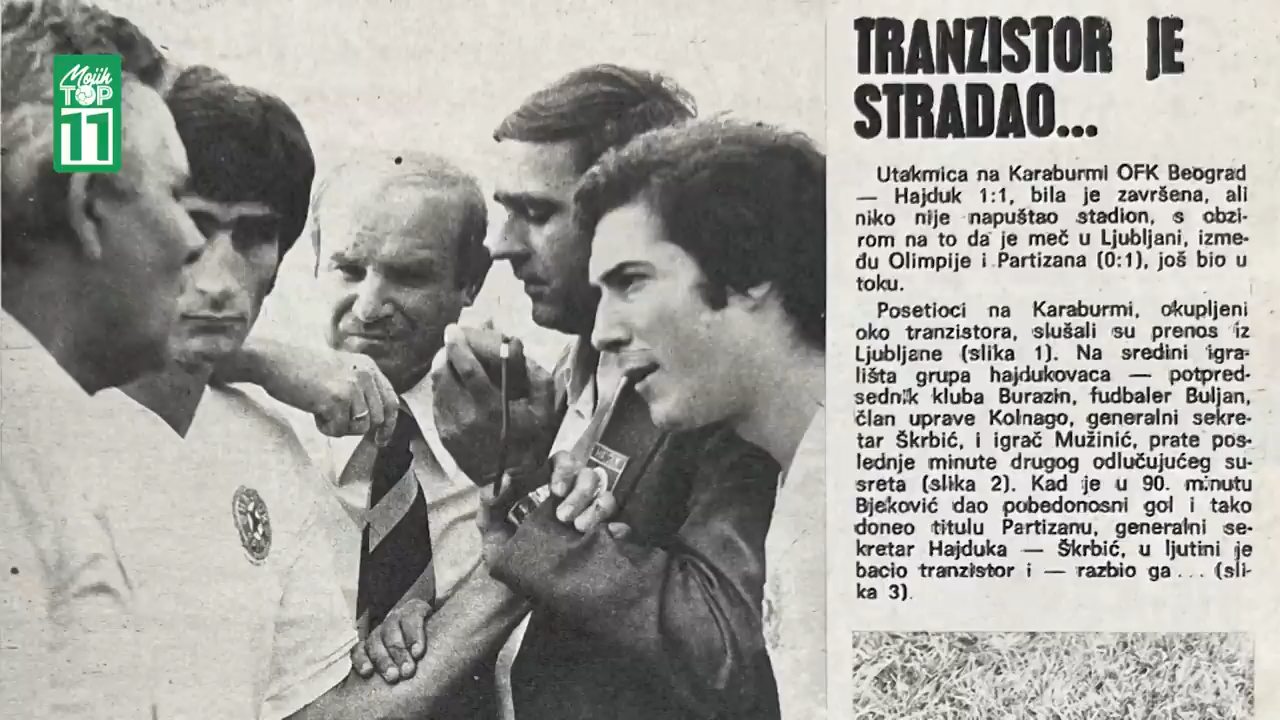 Mojih
TOP
11
TRANZISTOR JE
STRADAO...
Utakmica na Karaburmi OFK Beograd
— Hajduk 1:1, bila je završena, ali
niko nije napuštao stadion, s obzi-
rom na to da je meč u Ljubljani, izme-
đu Olimpije i Partizana (0:1), još bio u
toku.
Posetioci na Karaburmi, okupljeni
oko tranzistora, slušali su prenos iz
Ljubljane (slika 1). Na sredini igra-
lišta grupa hajdukovaca — potpred-
sednik kluba Burazin, fudbaler Buljan,
član uprave Kolnago, generalni sekre-
tar Škrbić, i igrač Mužinić, prate pos-
lednje minute drugog odlučujućeg su-
sreta (slika 2). Kad je u 90. minutu
Bjeković dao pobedonosni gol i tako
doneo titulu Partizanu, generalni se-
kretar Hajduka — Škrbić, u ljutini je
bacio tranzistor i — razbio ga... (sli-
ka 3).